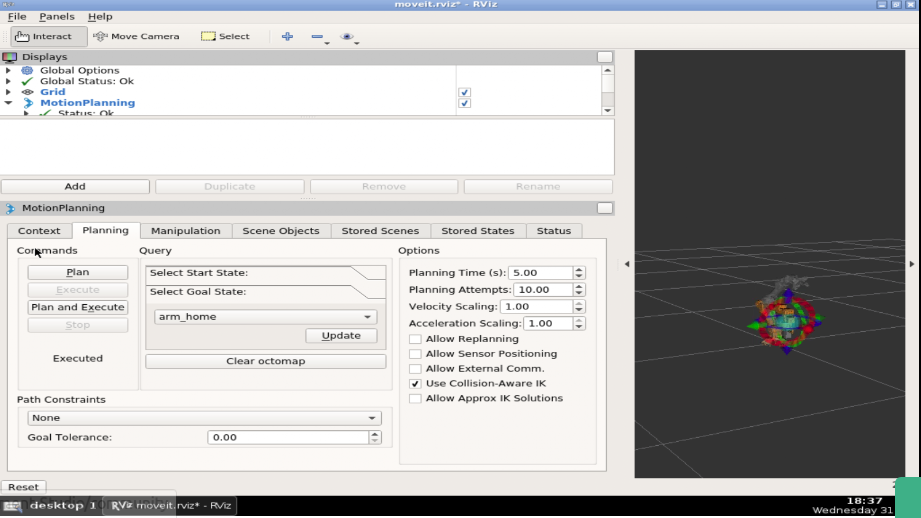 moveit.rviz* - RViz
File Panels Help
Interact Move Camera Select
Displays
Global Options
Global Status: Ok
Grid
MotionPlanning
Status: Ok
Add Duplicate Remove Rename
MotionPlanning
Context Planning Manipulation Scene Objects Stored Scenes Stored States Status
Commands Query Options
Plan Select Start State: Planning Time (s): 5.00
Execute Select Goal State: Planning Attempts: 10.00
Plan and Execute Velocity Scaling: 1.00
Stop arm_home Acceleration Scaling: 1.00
Update Allow Replanning
Executed Clear octomap Allow Sensor Positioning
Allow External Comm.
Use Collision-Aware IK
Path Constraints Allow Approx IK Solutions
None
Goal Tolerance: 0.00
Reset
desktop 1 RViz moveit.rviz* - RViz 18:37
Wednesday 31